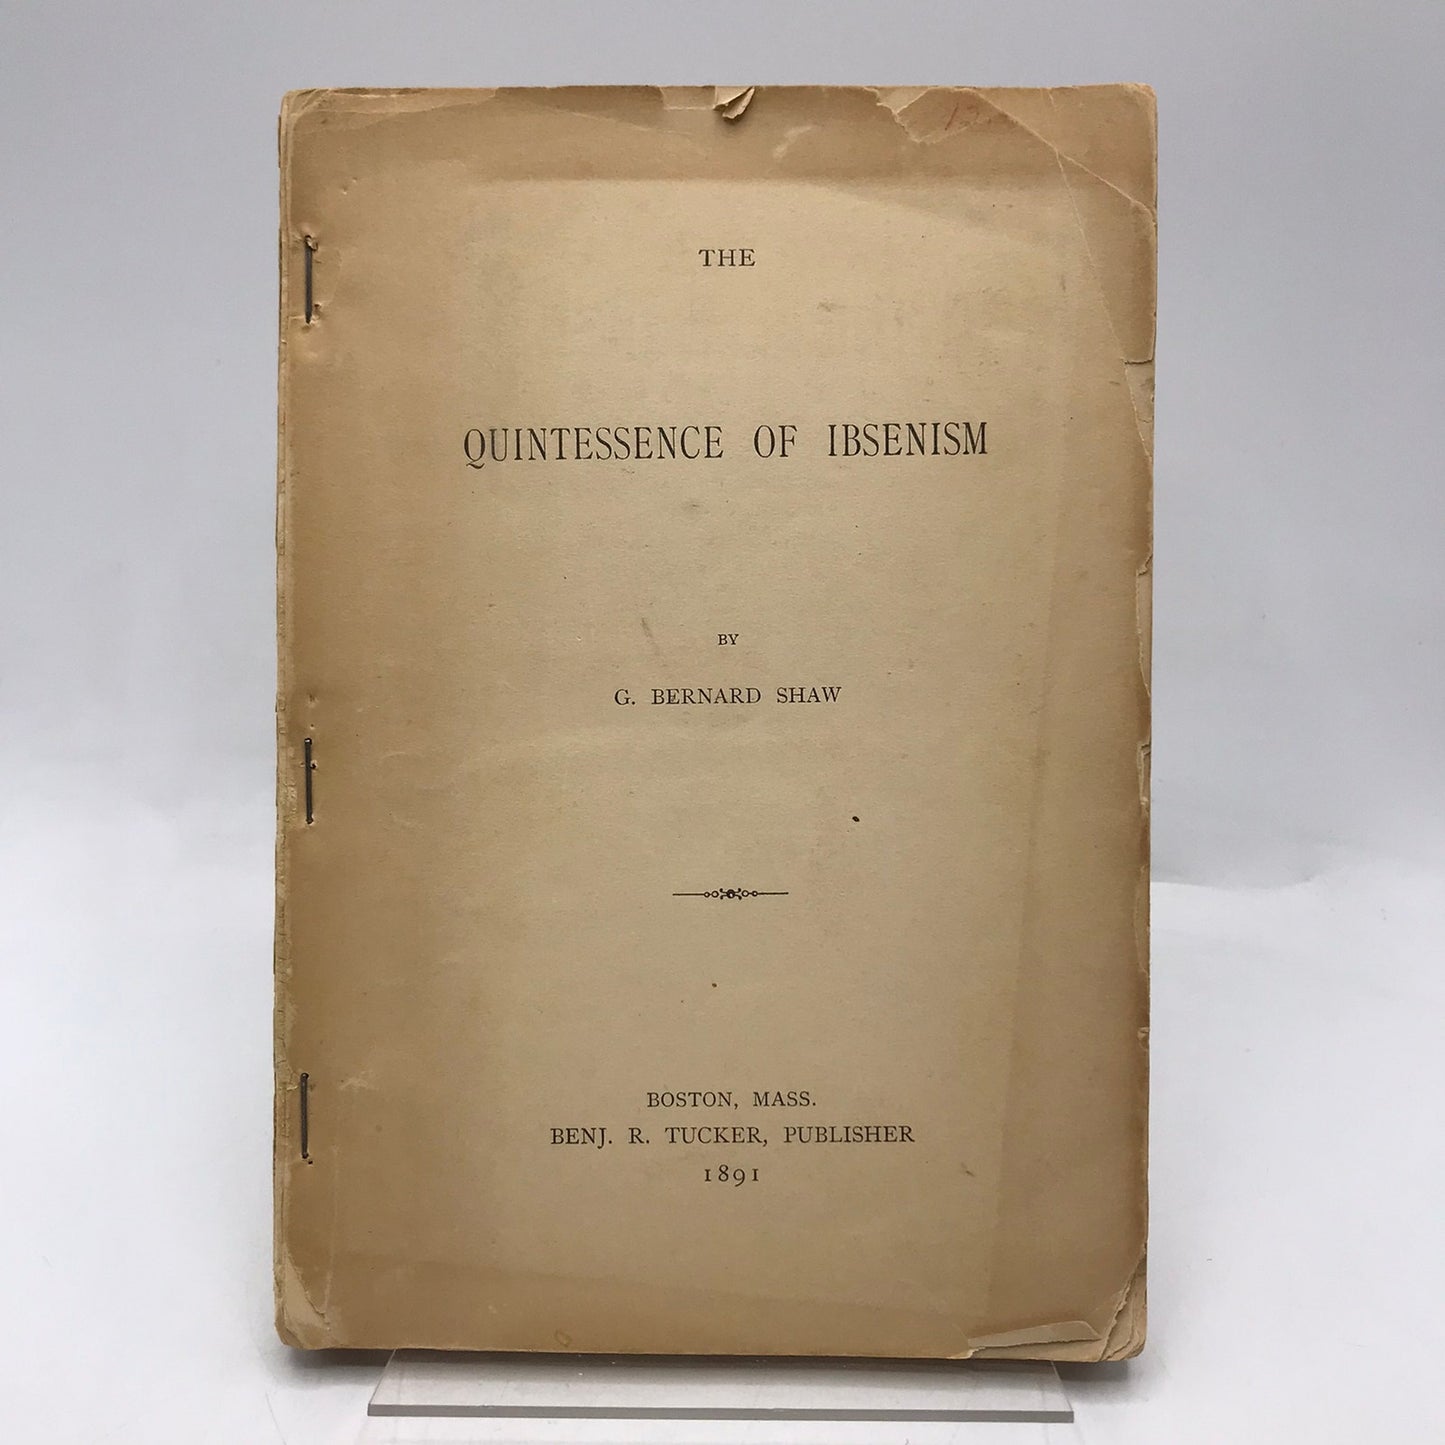 THE
QUINTESSENCE OF IBSENISM
BY
G. BERNARD SHAW
BOSTON, MASS.
BENJ. R. TUCKER, PUBLISHER
1891